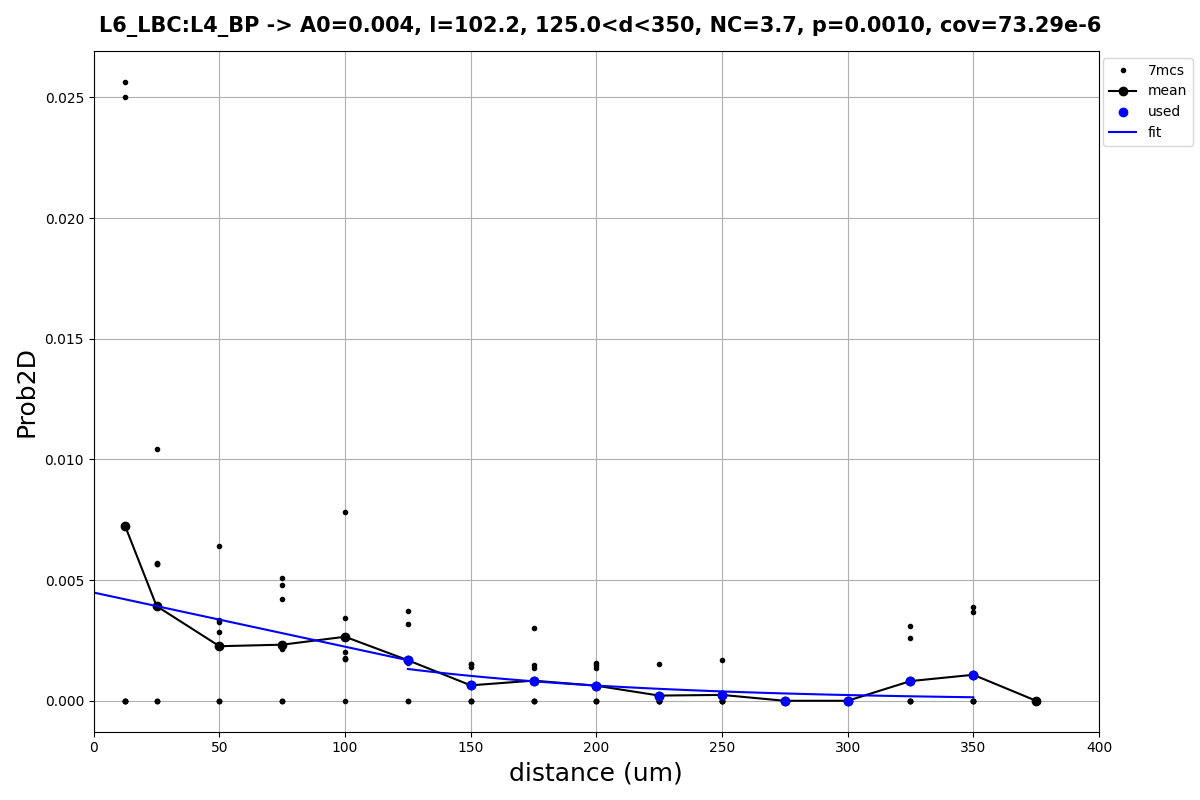 L6_LBC:L4_BP -> A0=0.004, l=102.2, 125.0<d<350, NC=3.7, p=0.0010, cov=73.29e-6
7mcs
mean
used
fit
0.025
0.020
0.015
0.010
0.005
0.000
Prob2D
0 50 100 150 200 250 300 350 400
distance (um)